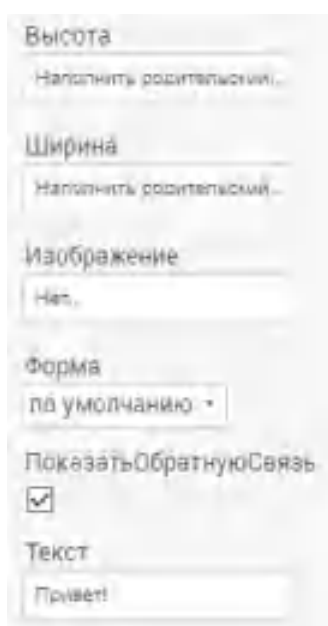 Высота
Наполнить родительский...
Ширина
Наполнить родительский...
Изображение
Нет...
Форма
по умолчанию
ПоказатьОбратнуюСвязь
Текст
Привет!